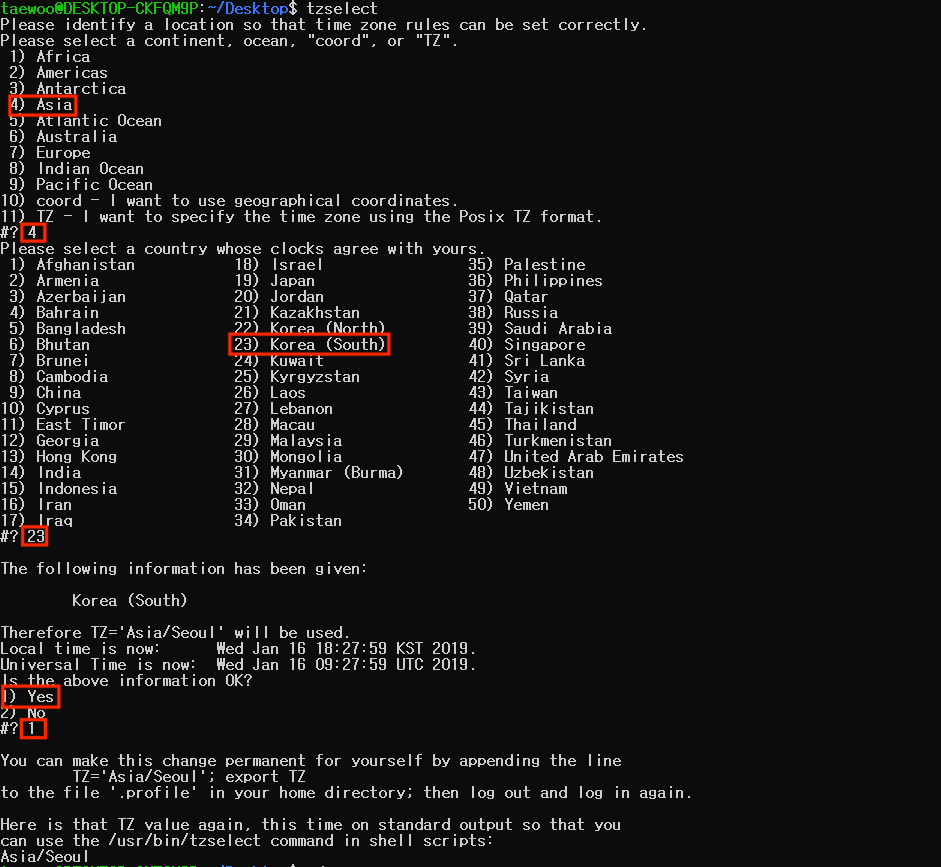 taewoo@DESKTOP-CKFQM9P:~/Desktop$ tzselect
Please identify a location so that time zone rules can be set correctly.
Please select a continent, ocean, "coord", or "TZ".
 1) Africa
 2) Americas
 3) Antarctica
 4) Asia
 5) Atlantic Ocean
 6) Australia
 7) Europe
 8) Indian Ocean
 9) Pacific Ocean
10) coord - I want to use geographical coordinates.
11) TZ - I want to specify the time zone using the Posix TZ format.
#? 4
Please select a country whose clocks agree with yours.
 1) Afghanistan           18) Israel                35) Palestine
 2) Armenia               19) Japan                 36) Philippines
 3) Azerbaijan            20) Jordan                37) Qatar
 4) Bahrain               21) Kazakhstan            38) Russia
 5) Bangladesh            22) Korea (North)         39) Saudi Arabia
 6) Bhutan                23) Korea (South)         40) Singapore
 7) Brunei                24) Kuwait                41) Sri Lanka
 8) Cambodia              25) Kyrgyzstan            42) Syria
 9) China                 26) Laos                  43) Taiwan
10) Cyprus                27) Lebanon               44) Tajikistan
11) East Timor            28) Macau                 45) Thailand
12) Georgia               29) Malaysia              46) Turkmenistan
13) Hong Kong             30) Mongolia              47) United Arab Emirates
14) India                 31) Myanmar (Burma)       48) Uzbekistan
15) Indonesia             32) Nepal                 49) Vietnam
16) Iran                  33) Oman                  50) Yemen
17) Iraq                  34) Pakistan
#? 23
The following information has been given:
        Korea (South)
Therefore TZ='Asia/Seoul' will be used.
Local time is now:      Wed Jan 16 18:27:59 KST 2019.
Universal Time is now:  Wed Jan 16 09:27:59 UTC 2019.
Is the above information OK?
1) Yes
2) No
#? 1
You can make this change permanent for yourself by appending the line
        TZ='Asia/Seoul'; export TZ
to the file '.profile' in your home directory; then log out and log in again.
Here is that TZ value again, this time on standard output so that you
can use the /usr/bin/tzselect command in shell scripts:
Asia/Seoul